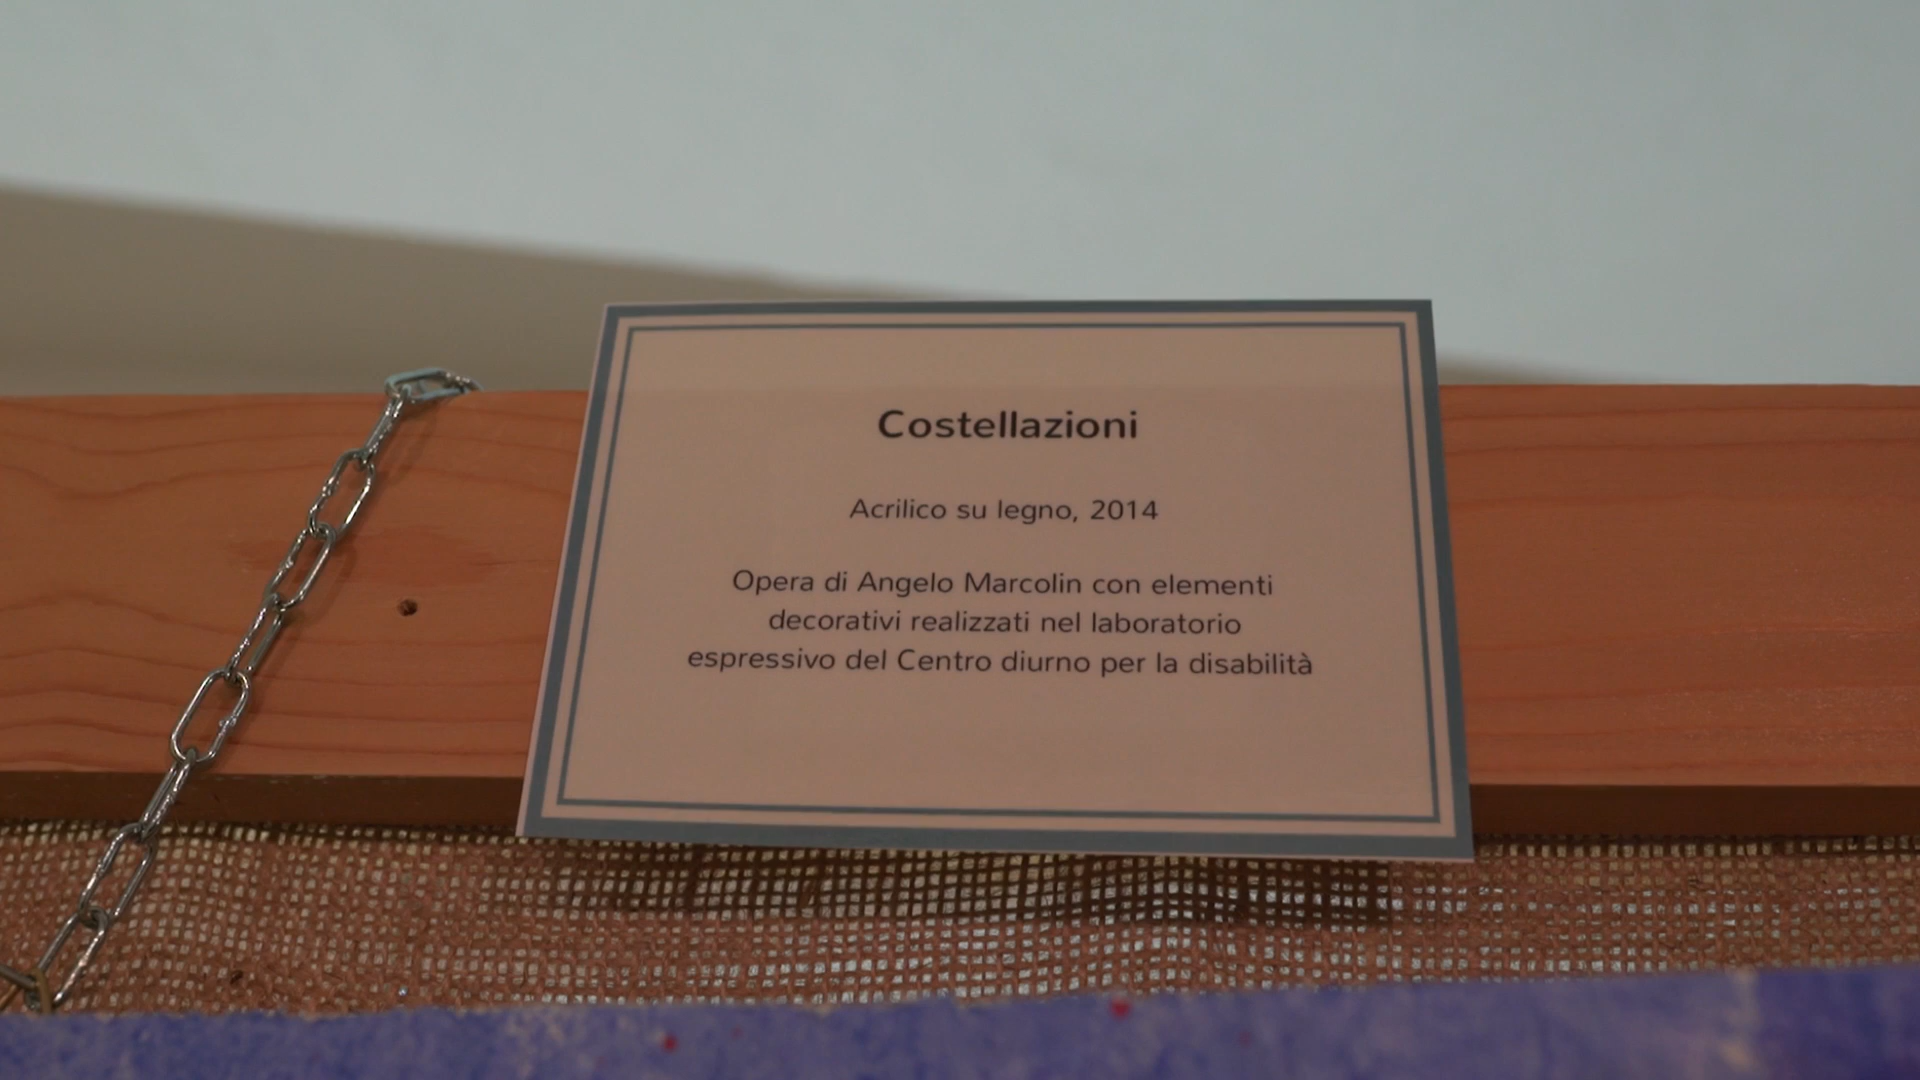 Costellazioni
Acrilico su legno, 2014
Opera di Angelo Marcolin con elementi
decorativi realizzati nel laboratorio
espressivo del Centro diurno per la disabilità